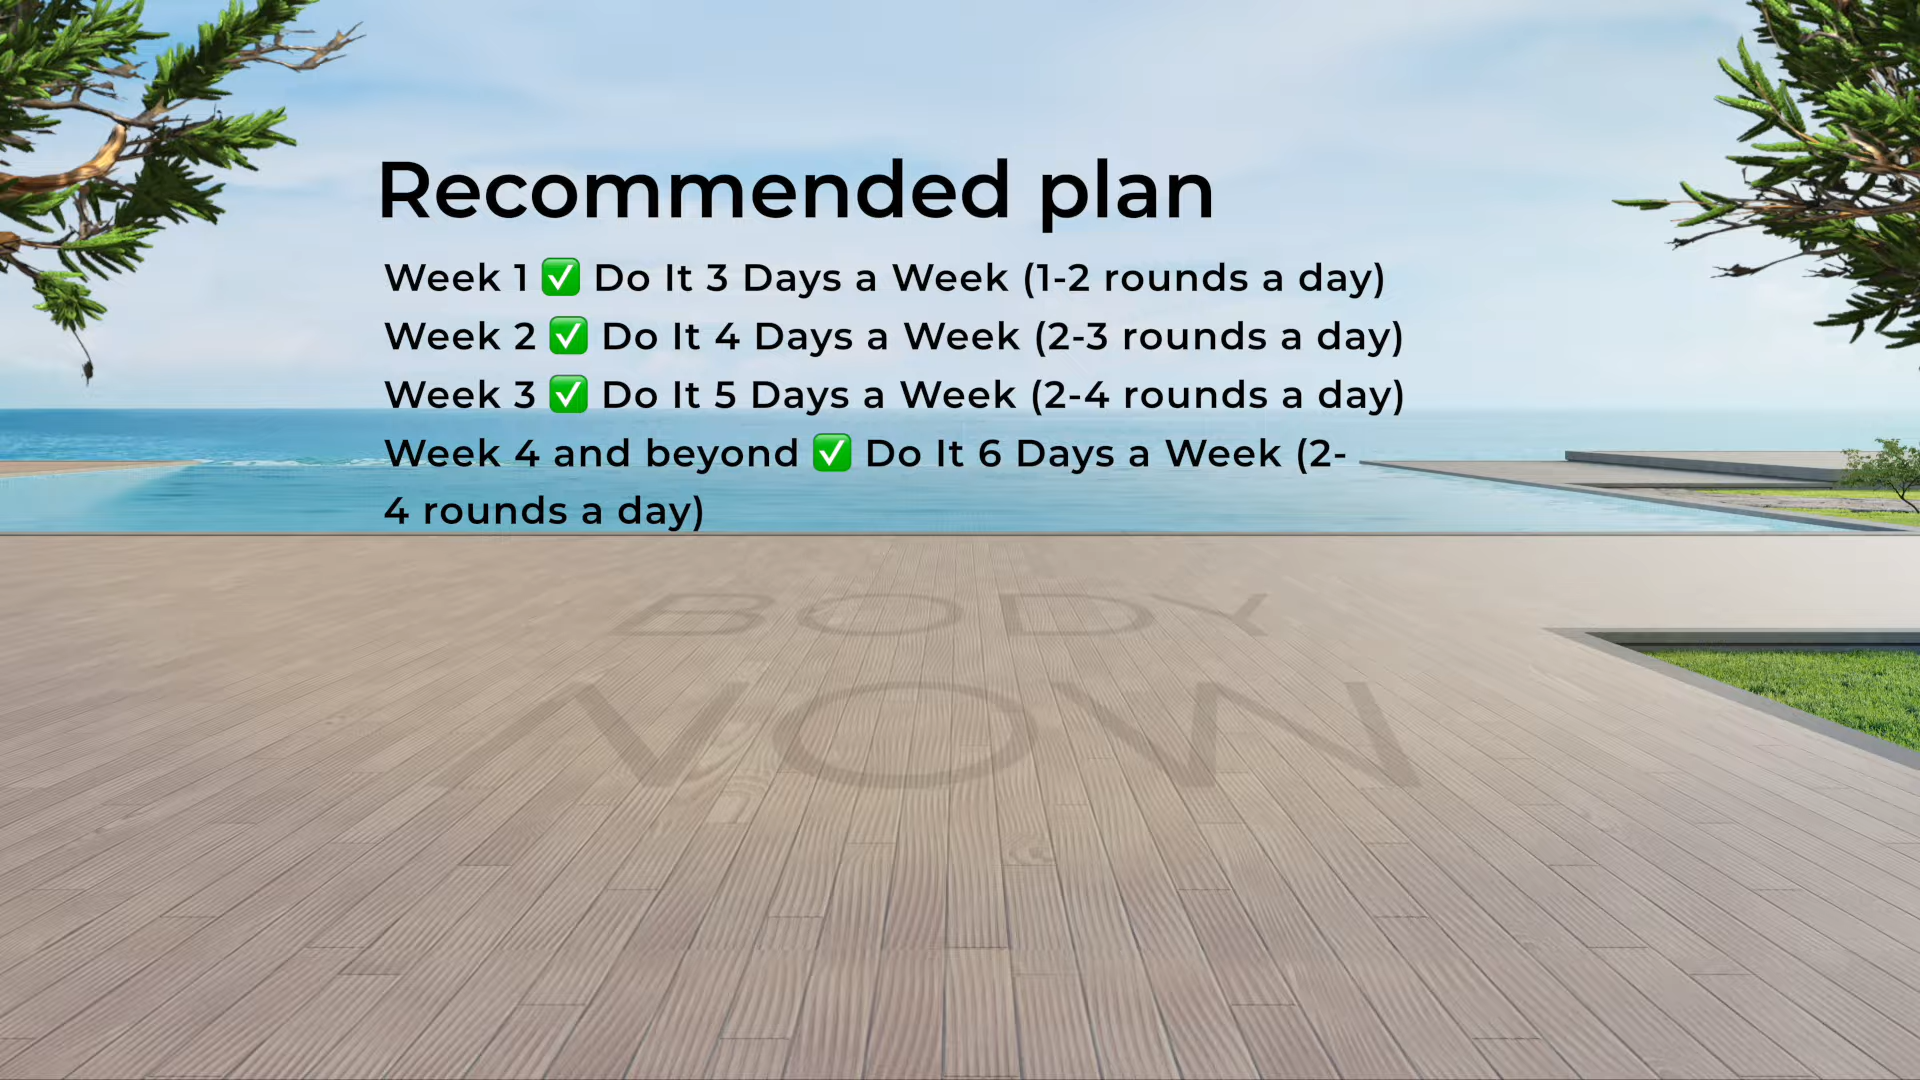 Recommended plan
Week 1 ✅ Do It 3 Days a Week (1-2 rounds a day)
Week 2 ✅ Do It 4 Days a Week (2-3 rounds a day)
Week 3 ✅ Do It 5 Days a Week (2-4 rounds a day)
Week 4 and beyond ✅ Do It 6 Days a Week (2-
4 rounds a day)
BODY
NOW